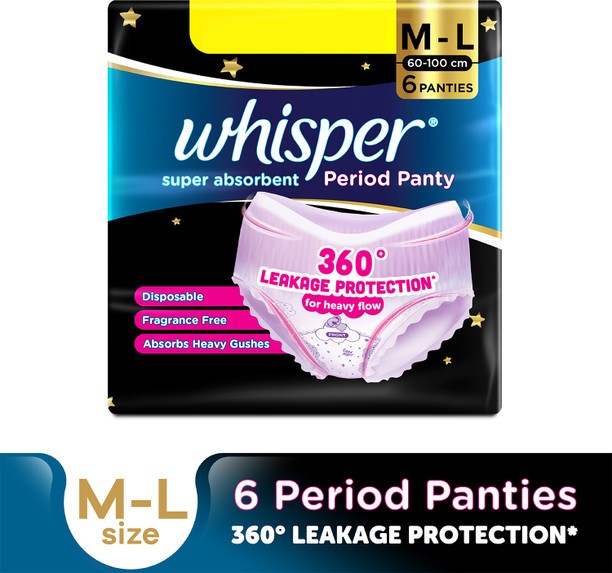 M - L
60-100 cm
6 PANTIES
whisper®
super absorbent Period Panty
360°
LEAKAGE PROTECTION*
for heavy flow
Disposable
Fragrance Free
Absorbs Heavy Gushes
FRONT
M-L
size
6 Period Panties
360° LEAKAGE PROTECTION*